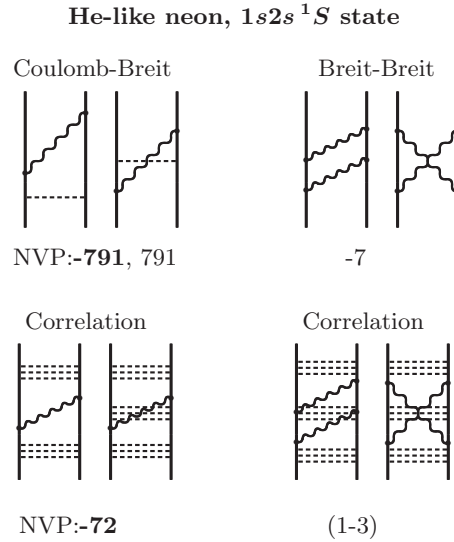 He-like neon, 1s2s ¹S state
Coulomb-Breit Breit-Breit
NVP:-791, 791 -7
Correlation Correlation
NVP:-72 (1-3)